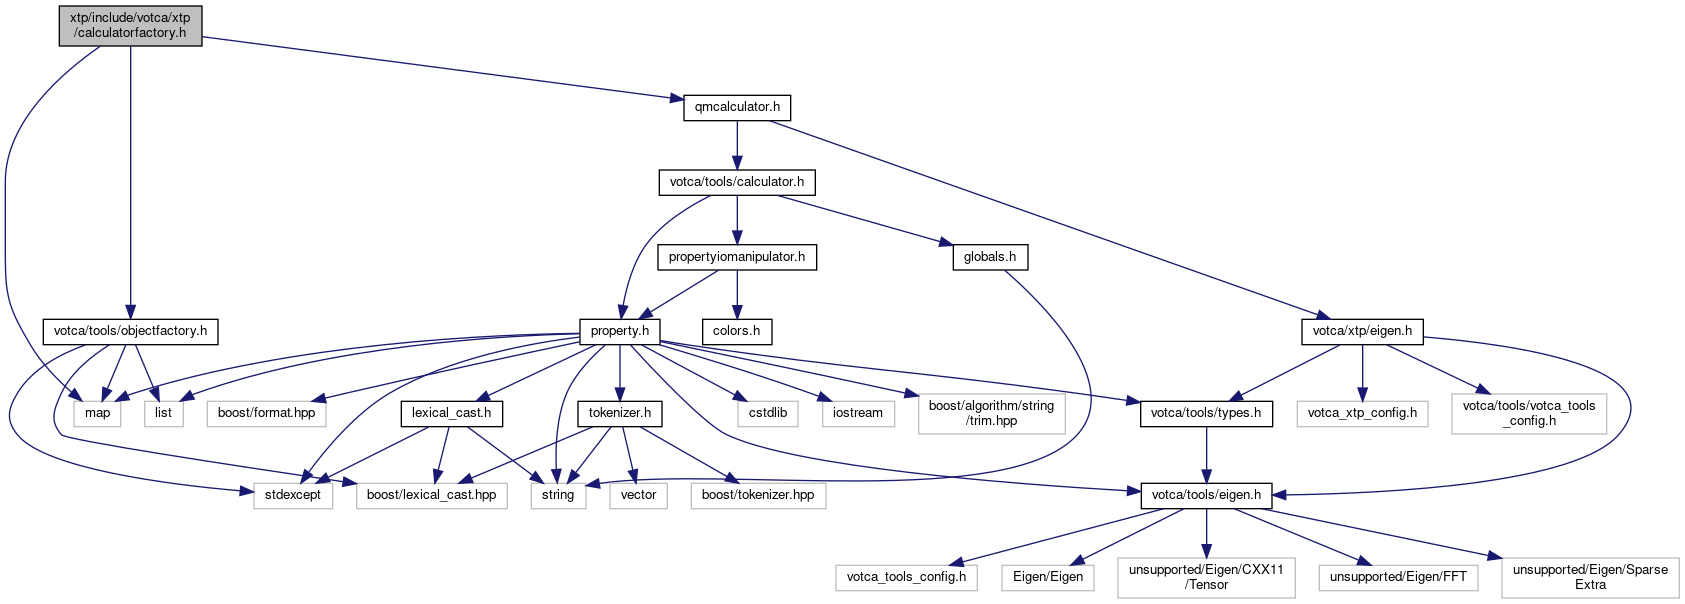 xtp/include/votca/xtp
/calculatorfactory.h
qmcalculator.h
votca/tools/calculator.h
propertyiomanipulator.h
globals.h
votca/tools/objectfactory.h
property.h
colors.h
votca/xtp/eigen.h
map
list
boost/format.hpp
lexical_cast.h
tokenizer.h
cstdlib
iostream
boost/algorithm/string
/trim.hpp
votca/tools/types.h
votca_xtp_config.h
votca/tools/votca_tools
_config.h
stdexcept
boost/lexical_cast.hpp
string
vector
boost/tokenizer.hpp
votca/tools/eigen.h
votca_tools_config.h
Eigen/Eigen
unsupported/Eigen/CXX11
/Tensor
unsupported/Eigen/FFT
unsupported/Eigen/Sparse
Extra